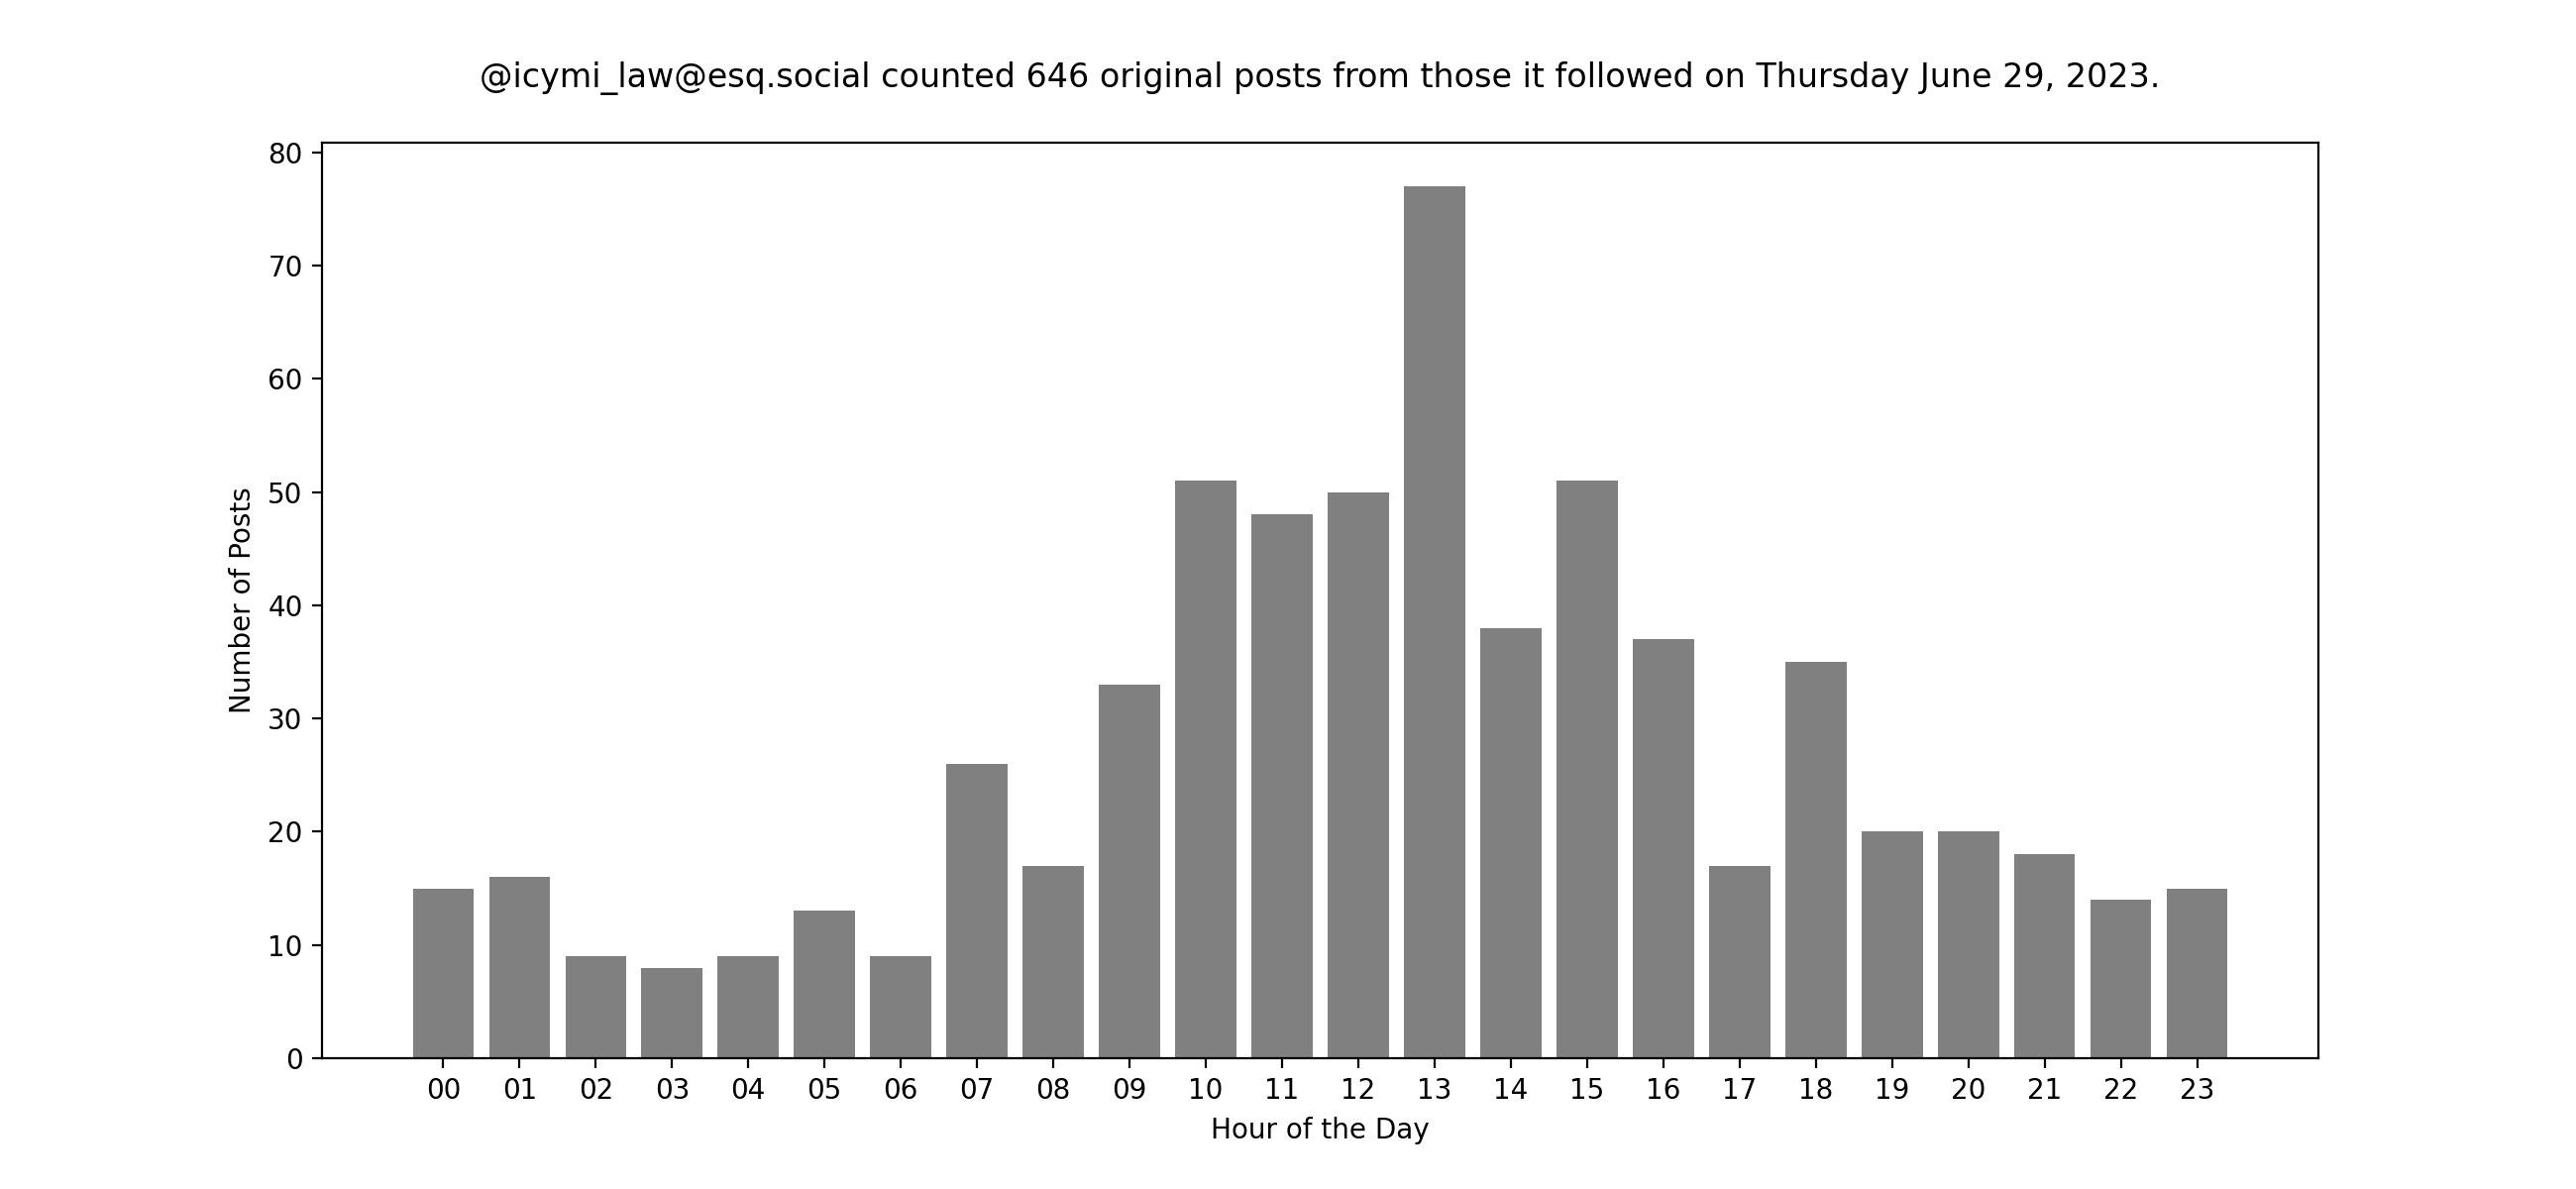 @icymi_law@esq.social counted 646 original posts from those it followed on Thursday June 29, 2023.
80
70
60
50
40
30
20
10
0
Number of Posts
00 01 02 03 04 05 06 07 08 09 10 11 12 13 14 15 16 17 18 19 20 21 22 23
Hour of the Day